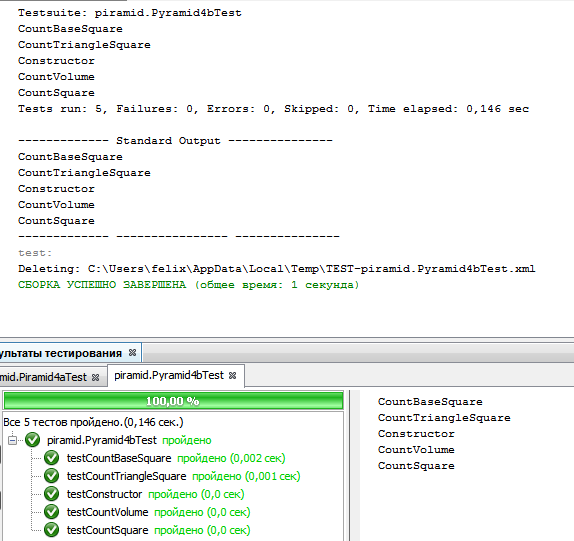 Testsuite: piramid.Pyramid4bTest
CountBaseSquare
CountTriangleSquare
Constructor
CountVolume
CountSquare
Tests run: 5, Failures: 0, Errors: 0, Skipped: 0, Time elapsed: 0,146 sec
------------- Standard Output ---------------
CountBaseSquare
CountTriangleSquare
Constructor
CountVolume
CountSquare
------------- ---------------- ---------------
test:
Deleting: C:\Users\felix\AppData\Local\Temp\TEST-piramid.Pyramid4bTest.xml
СБОРКА УСПЕШНО ЗАВЕРШЕНА (общее время: 1 секунда)
ультаты тестирования
mid.Piramid4aTest piramid.Pyramid4bTest
100,00 %
Все 5 тестов пройдено.(0,146 сек.)
piramid.Pyramid4bTest пройдено
testCountBaseSquare пройдено (0,002 сек)
testCountTriangleSquare пройдено (0,001 сек)
testConstructor пройдено (0,0 сек)
testCountVolume пройдено (0,0 сек)
testCountSquare пройдено (0,0 сек)
CountBaseSquare
CountTriangleSquare
Constructor
CountVolume
CountSquare